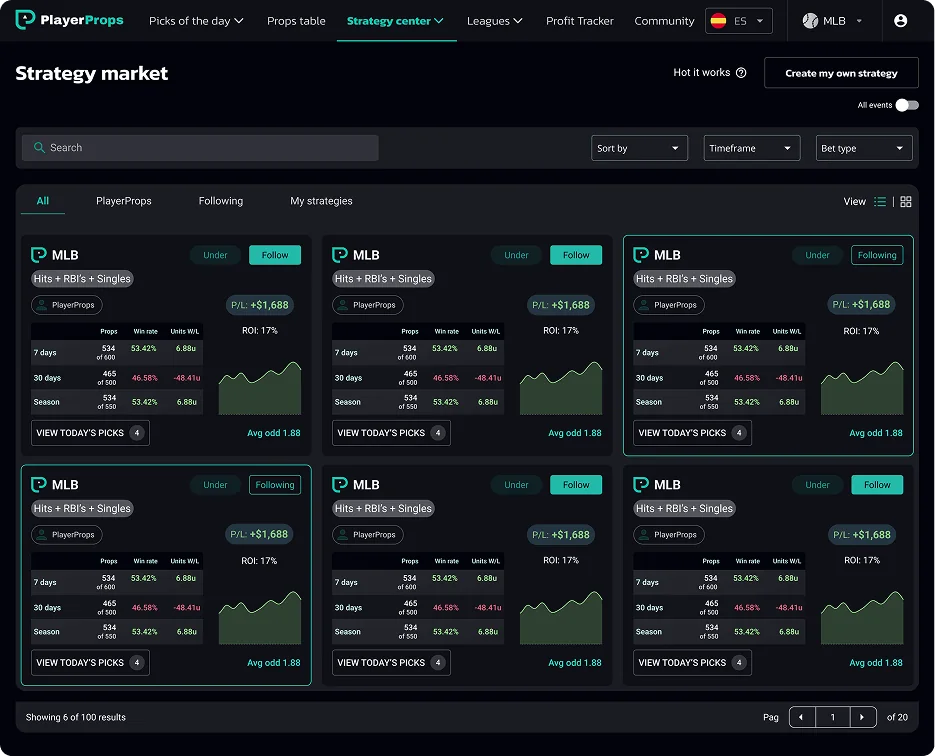 PlayerProps Picks of the day Props table Strategy center Leagues Profit Tracker Community ES MLB
Strategy market Hot it works Create my own strategy
All events
Search Sort by Timeframe Bet type
All PlayerProps Following My strategies View
MLB Under Follow
Hits + RBI's + Singles
PlayerProps P/L: +$1,688
Props Win rate Units W/L ROI: 17%
7 days 534 of 600 53.42% 6.88u
30 days 465 of 500 46.58% -48.41u
Season 534 of 550 53.42% 6.88u
VIEW TODAY'S PICKS 4 Avg odd 1.88
MLB Under Follow
Hits + RBI's + Singles
PlayerProps P/L: +$1,688
Props Win rate Units W/L ROI: 17%
7 days 534 of 600 53.42% 6.88u
30 days 465 of 500 46.58% -48.41u
Season 534 of 550 53.42% 6.88u
VIEW TODAY'S PICKS 4 Avg odd 1.88
MLB Under Following
Hits + RBI's + Singles
PlayerProps P/L: +$1,688
Props Win rate Units W/L ROI: 17%
7 days 534 of 600 53.42% 6.88u
30 days 465 of 500 46.58% -48.41u
Season 534 of 550 53.42% 6.88u
VIEW TODAY'S PICKS 4 Avg odd 1.88
MLB Under Following
Hits + RBI's + Singles
PlayerProps P/L: +$1,688
Props Win rate Units W/L ROI: 17%
7 days 534 of 600 53.42% 6.88u
30 days 465 of 500 46.58% -48.41u
Season 534 of 550 53.42% 6.88u
VIEW TODAY'S PICKS 4 Avg odd 1.88
MLB Under Follow
Hits + RBI's + Singles
PlayerProps P/L: +$1,688
Props Win rate Units W/L ROI: 17%
7 days 534 of 600 53.42% 6.88u
30 days 465 of 500 46.58% -48.41u
Season 534 of 550 53.42% 6.88u
VIEW TODAY'S PICKS 4 Avg odd 1.88
MLB Under Follow
Hits + RBI's + Singles
PlayerProps P/L: +$1,688
Props Win rate Units W/L ROI: 17%
7 days 534 of 600 53.42% 6.88u
30 days 465 of 500 46.58% -48.41u
Season 534 of 550 53.42% 6.88u
VIEW TODAY'S PICKS 4 Avg odd 1.88
Showing 6 of 100 results Pag 1 of 20